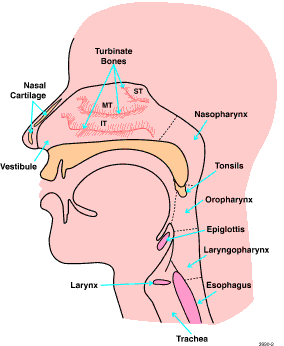 Turbinate
Bones
Nasal
Cartilage
ST
MT
IT
Nasopharynx
Vestibule
Tonsils
Oropharynx
Epiglottis
Laryngopharynx
Larynx
Esophagus
Trachea